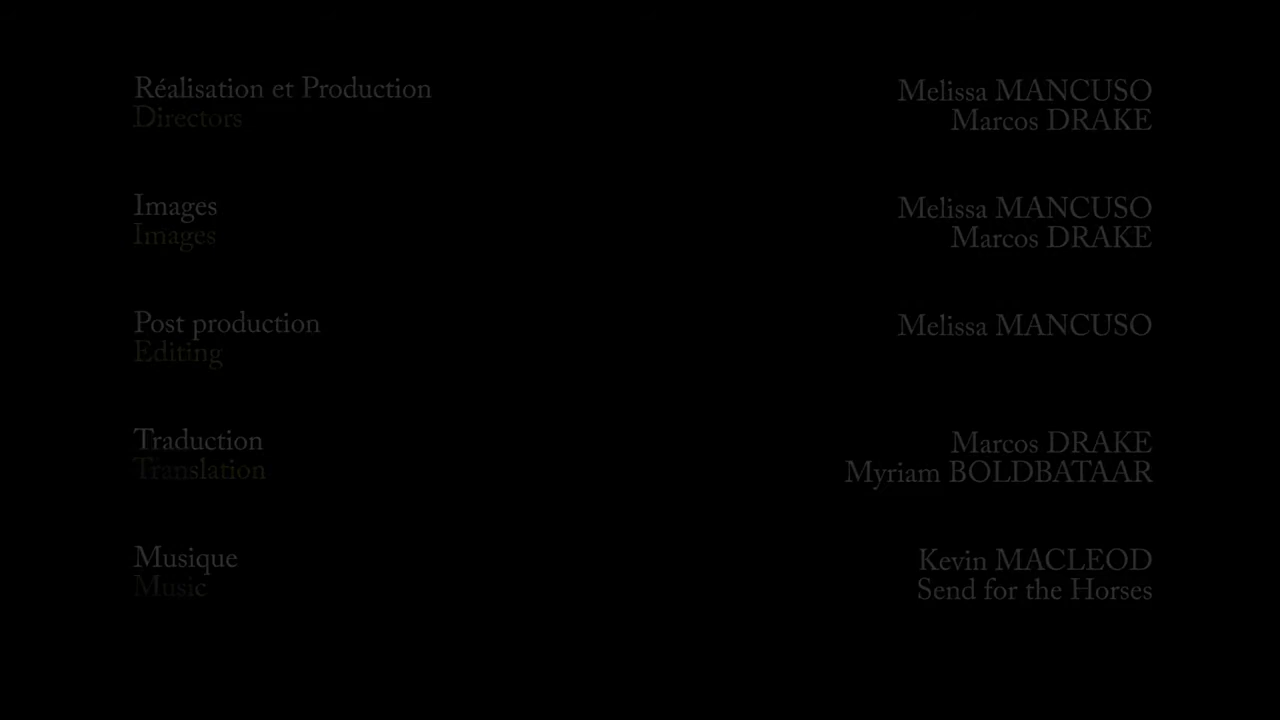 Réalisation et Production
Directors
Melissa MANCUSO
Marcos DRAKE
Images
Images
Melissa MANCUSO
Marcos DRAKE
Post production
Editing
Melissa MANCUSO
Traduction
Translation
Marcos DRAKE
Myriam BOLDBATAAR
Musique
Music
Kevin MACLEOD
Send for the Horses